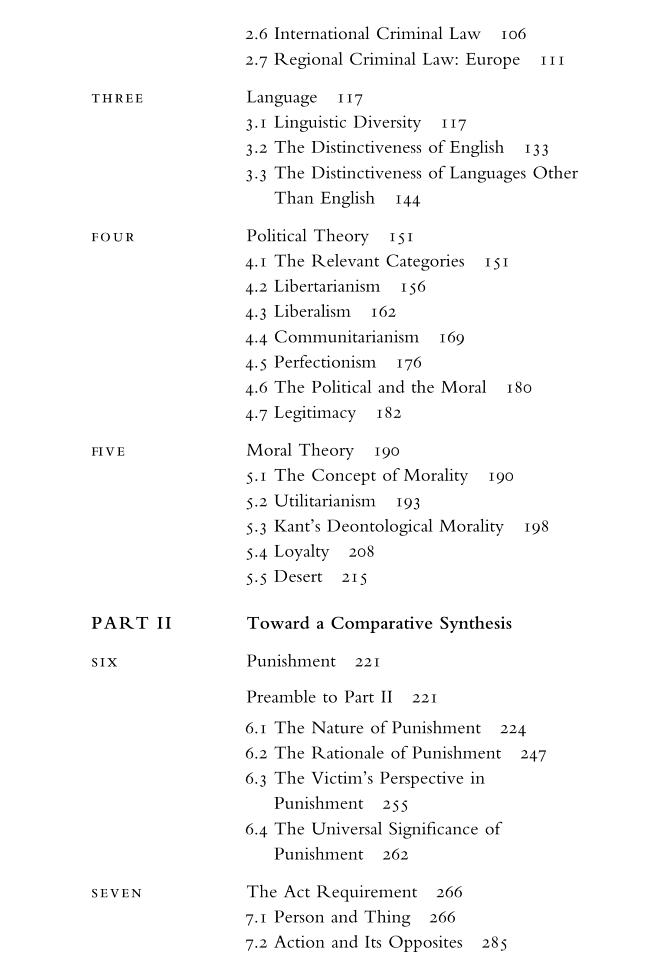 2.6 International Criminal Law 106
2.7 Regional Criminal Law: Europe 111
THREE Language 117
3.1 Linguistic Diversity 117
3.2 The Distinctiveness of English 133
3.3 The Distinctiveness of Languages Other
Than English 144
FOUR Political Theory 151
4.1 The Relevant Categories 151
4.2 Libertarianism 156
4.3 Liberalism 162
4.4 Communitarianism 169
4.5 Perfectionism 176
4.6 The Political and the Moral 180
4.7 Legitimacy 182
FIVE Moral Theory 190
5.1 The Concept of Morality 190
5.2 Utilitarianism 193
5.3 Kant's Deontological Morality 198
5.4 Loyalty 208
5.5 Desert 215
PART II Toward a Comparative Synthesis
SIX Punishment 221
Preamble to Part II 221
6.1 The Nature of Punishment 224
6.2 The Rationale of Punishment 247
6.3 The Victim's Perspective in
Punishment 255
6.4 The Universal Significance of
Punishment 262
SEVEN The Act Requirement 266
7.1 Person and Thing 266
7.2 Action and Its Opposites 285